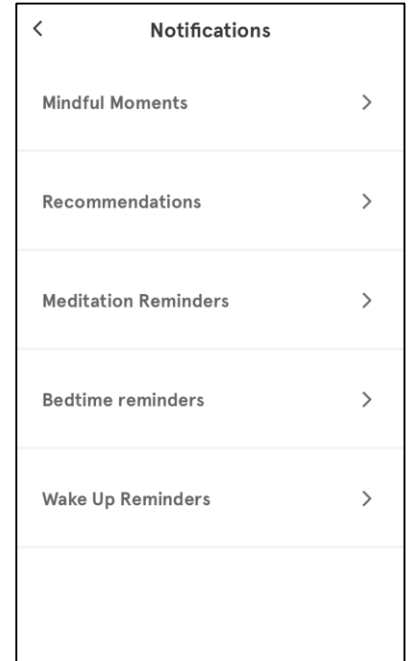 Notifications
Mindful Moments
Recommendations
Meditation Reminders
Bedtime reminders
Wake Up Reminders